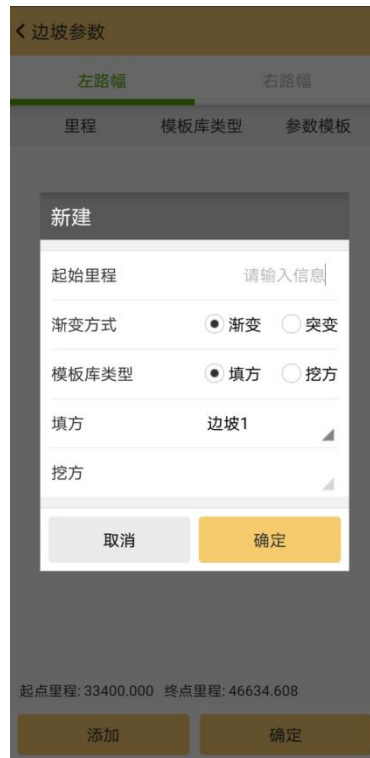 边坡参数
左路幅 右路幅
里程 模板库类型 参数模板
新建
起始里程 请输入信息
渐变方式 渐变 突变
模板库类型 填方 挖方
填方 边坡1
挖方
取消 确定
起点里程: 33400.000 终点里程: 46634.608
添加 确定